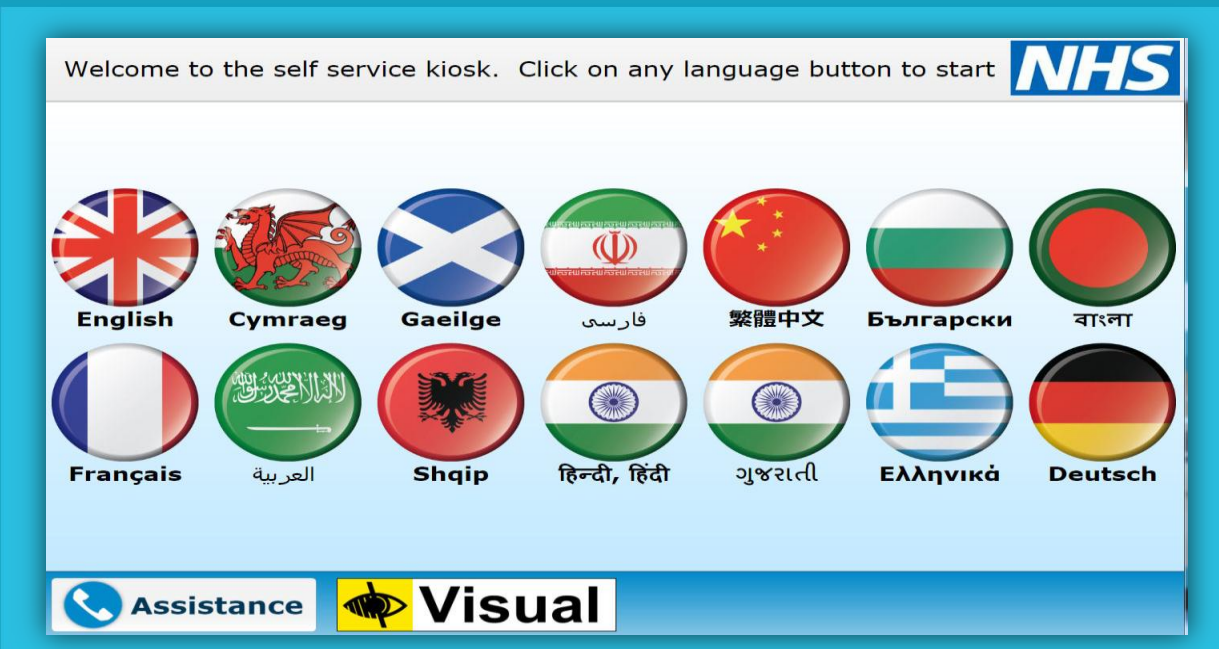 Welcome to the self service kiosk. Click on any language button to start NHS
English Cymraeg Gaeilge فارسی 繁體中文 Български বাংলা
Français العربية Shqip हिन्दी, हिंदी ગુજરાતી Ελληνικά Deutsch
Assistance Visual